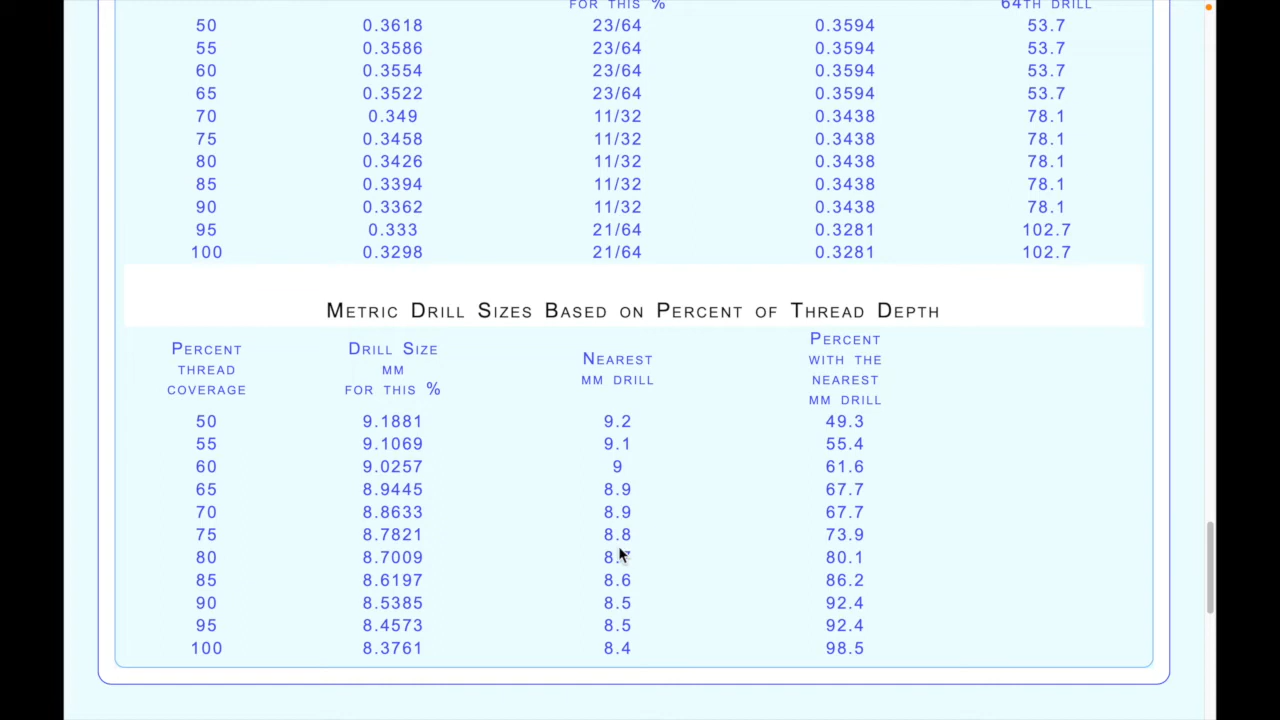 FOR THIS % 64TH DRILL
50 0.3618 23/64 0.3594 53.7
55 0.3586 23/64 0.3594 53.7
60 0.3554 23/64 0.3594 53.7
65 0.3522 23/64 0.3594 53.7
70 0.349 11/32 0.3438 78.1
75 0.3458 11/32 0.3438 78.1
80 0.3426 11/32 0.3438 78.1
85 0.3394 11/32 0.3438 78.1
90 0.3362 11/32 0.3438 78.1
95 0.333 21/64 0.3281 102.7
100 0.3298 21/64 0.3281 102.7
Metric Drill Sizes Based on Percent of Thread Depth
Percent
thread
coverage
Drill Size
mm
for this %
Nearest
mm drill
Percent
with the
nearest
mm drill
50 9.1881 9.2 49.3
55 9.1069 9.1 55.4
60 9.0257 9 61.6
65 8.9445 8.9 67.7
70 8.8633 8.9 67.7
75 8.7821 8.8 73.9
80 8.7009 80.1
85 8.6197 8.6 86.2
90 8.5385 8.5 92.4
95 8.4573 8.5 92.4
100 8.3761 8.4 98.5